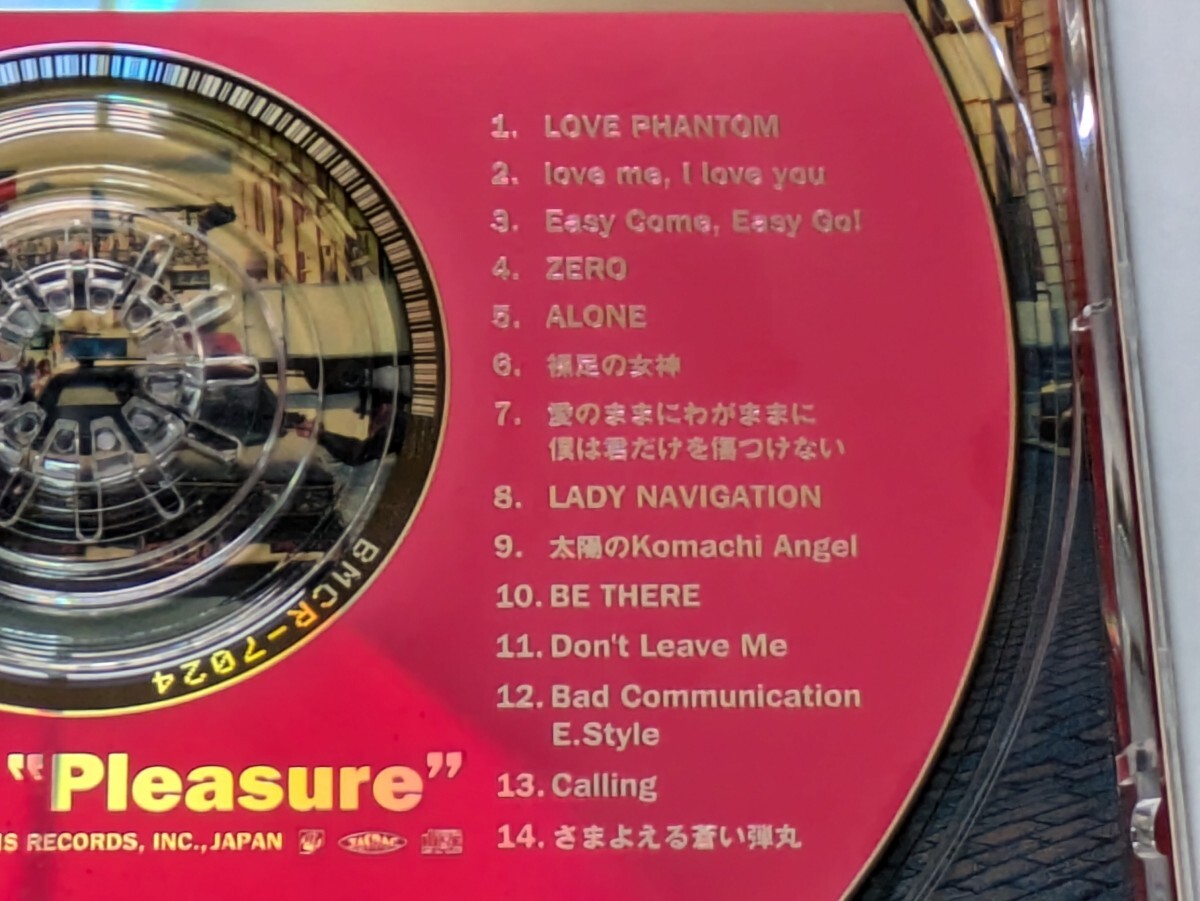 1. LOVE PHANTOM
2. love me, I love you
3. Easy Come, Easy Go!
4. ZERO
5. ALONE
6. 裸足の女神
7. 愛のままにわがままに
僕は君だけを傷つけない
8. LADY NAVIGATION
9. 太陽のKomachi Angel
10. BE THERE
11. Don't Leave Me
12. Bad Communication
E.Style
13. Calling
14. さまよえる蒼い弾丸
BMCR-7024
"Pleasure"
RECORDS, INC., JAPAN